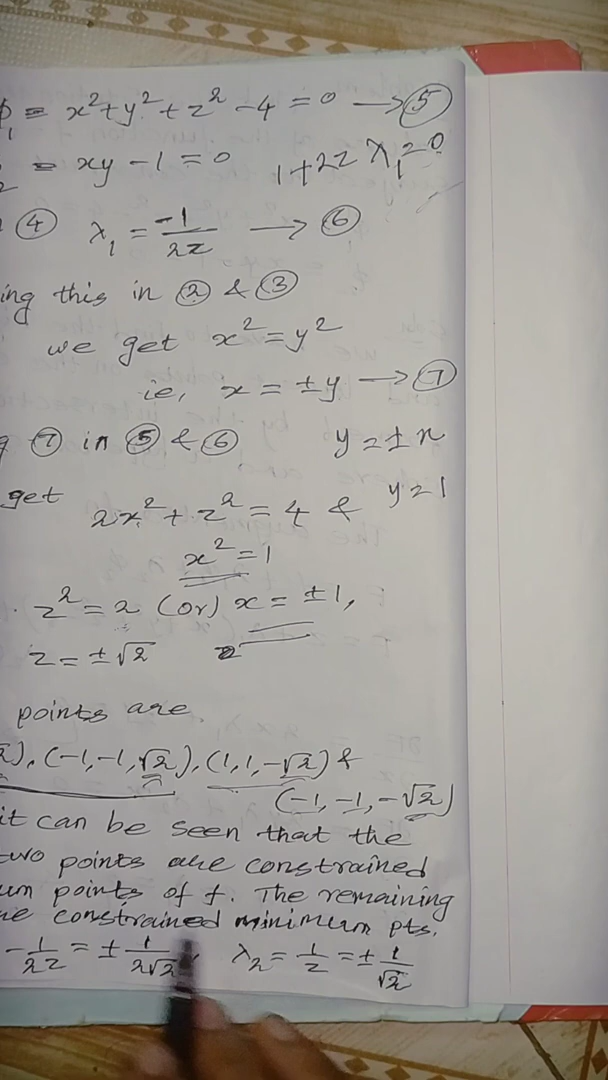 = x² + y² + z² - 4 = 0 → ⑤
= xy - 1 = 0 1 + 2z λ₁ = 0
④ λ₁ = -1/2z → ⑥
ing this in ② & ③
we get x² = y²
ie, x = ±y → ⑦
⑦ in ⑤ & ⑥ y = ±x
get 2x² + z² = 4 & y = 1
x² = 1
z² = 2 (or) x = ±1,
z = ±√2
points are.
), (-1, -1, √2), (1, 1, -√2) &
(-1, -1, -√2)
it can be seen that the
two points are constrained
um points of f. The remaining
constrained minimum pts.
-1/2z = ± 1/2√2, λ₂ = 1/z = ± 1/√2